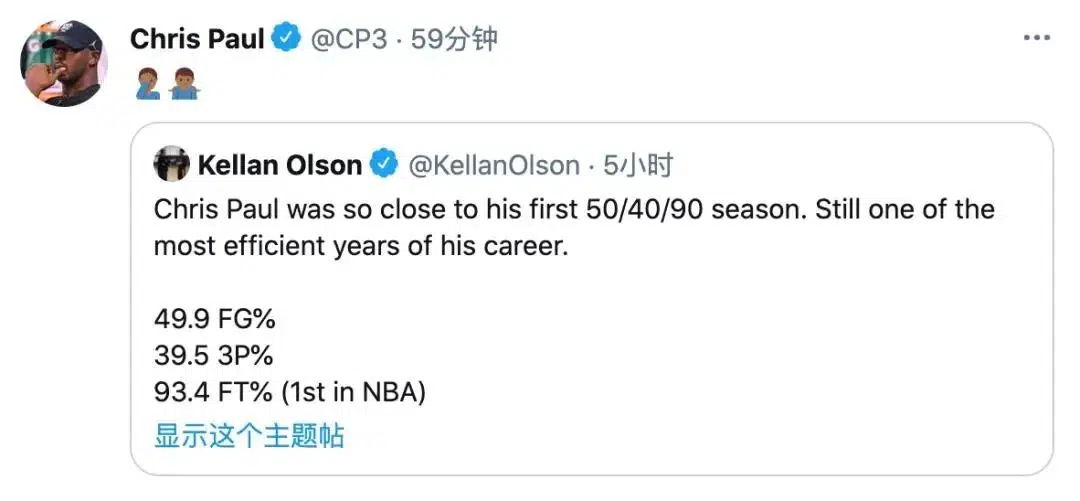 Chris Paul @CP3 · 59分钟
🤦🏾‍♂️🤷🏾‍♂️
Kellan Olson @KellanOlson · 5小时
Chris Paul was so close to his first 50/40/90 season. Still one of the
most efficient years of his career.
49.9 FG%
39.5 3P%
93.4 FT% (1st in NBA)
显示这个主题帖